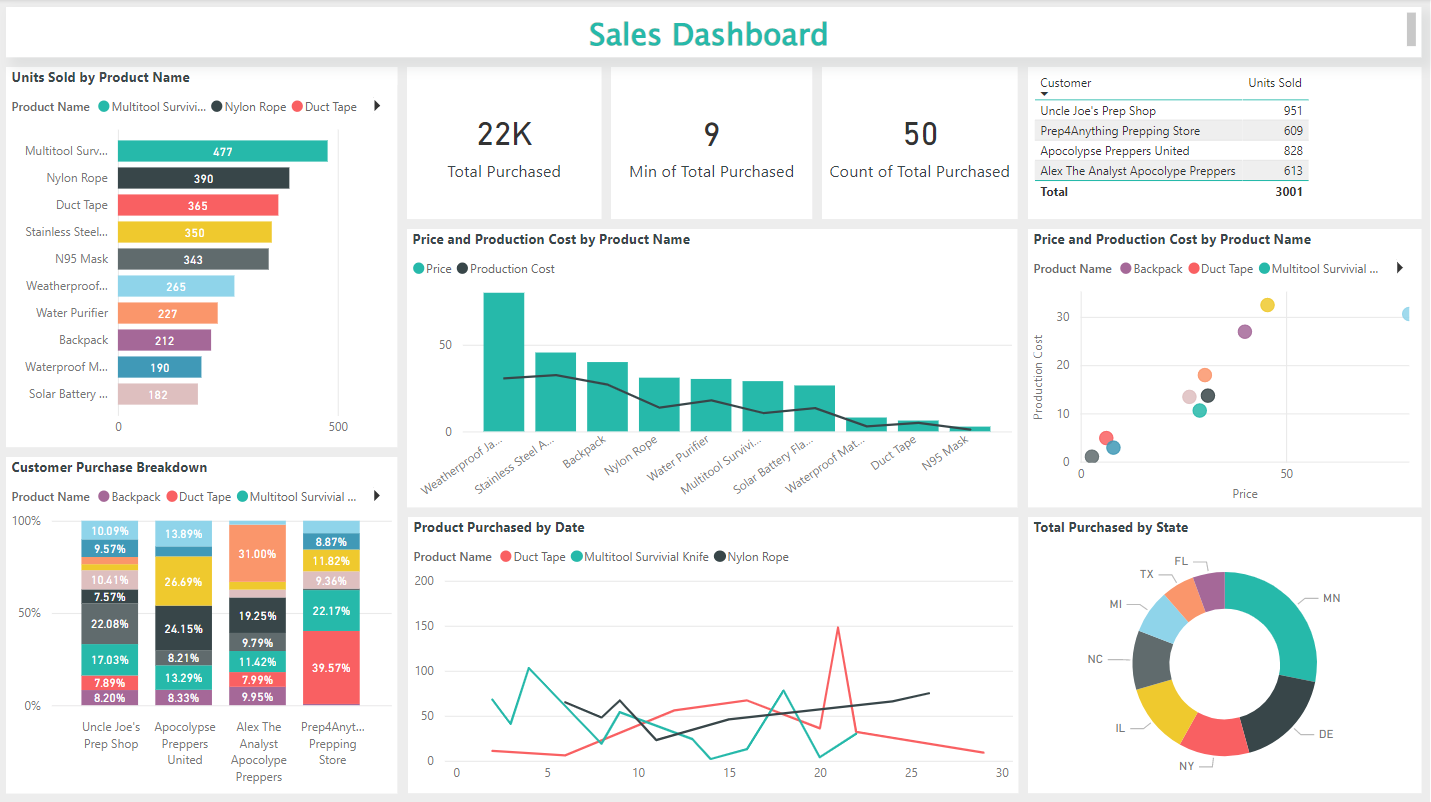 Sales Dashboard
Units Sold by Product Name
Product Name Multitool Survivi... Nylon Rope Duct Tape
Multitool Surv... 477
Nylon Rope 390
Duct Tape 365
Stainless Steel... 350
N95 Mask 343
Weatherproof... 265
Water Purifier 227
Backpack 212
Waterproof M... 190
Solar Battery ... 182
0 500
22K
Total Purchased
9
Min of Total Purchased
50
Count of Total Purchased
Customer Units Sold
Uncle Joe's Prep Shop 951
Prep4Anything Prepping Store 609
Apocolypse Preppers United 828
Alex The Analyst Apocolype Preppers 613
Total 3001
Price and Production Cost by Product Name
Price Production Cost
50
0
Weatherproof Ja...
Stainless Steel A...
Backpack
Nylon Rope
Water Purifier
Multitool Survivi...
Solar Battery Fla...
Waterproof Mat...
Duct Tape
N95 Mask
Price and Production Cost by Product Name
Product Name Backpack Duct Tape Multitool Survivial ...
Production Cost
30
20
10
0
0 50
Price
Customer Purchase Breakdown
Product Name Backpack Duct Tape Multitool Survivial ...
100%
50%
0%
10.09%
9.57%
10.41%
7.57%
22.08%
17.03%
7.89%
8.20%
Uncle Joe's
Prep Shop
13.89%
26.69%
24.15%
8.21%
13.29%
8.33%
Apocolypse
Preppers
United
31.00%
19.25%
9.79%
11.42%
7.99%
9.95%
Alex The
Analyst
Apocolype
Preppers
8.87%
11.82%
9.36%
22.17%
39.57%
Prep4Anyt...
Prepping
Store
Product Purchased by Date
Product Name Duct Tape Multitool Survivial Knife Nylon Rope
200
150
100
50
0
0 5 10 15 20 25 30
Total Purchased by State
FL
TX
MI
NC
IL
NY
DE
MN